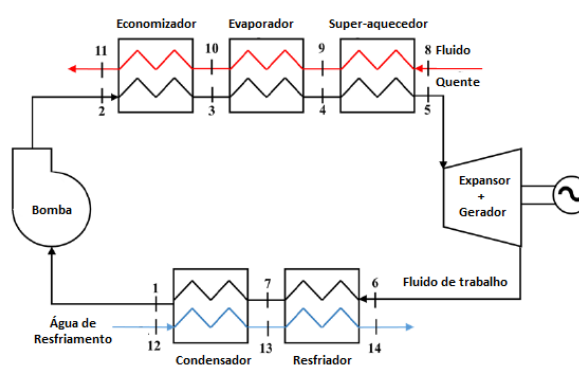 Economizador
Evaporador
Super-aquecedor
11
10
9
8
Fluido
Quente
2
3
4
5
Bomba
Expansor
+
Gerador
1
7
6
Fluido de trabalho
Água de
Resfriamento
12
13
14
Condensador
Resfriador